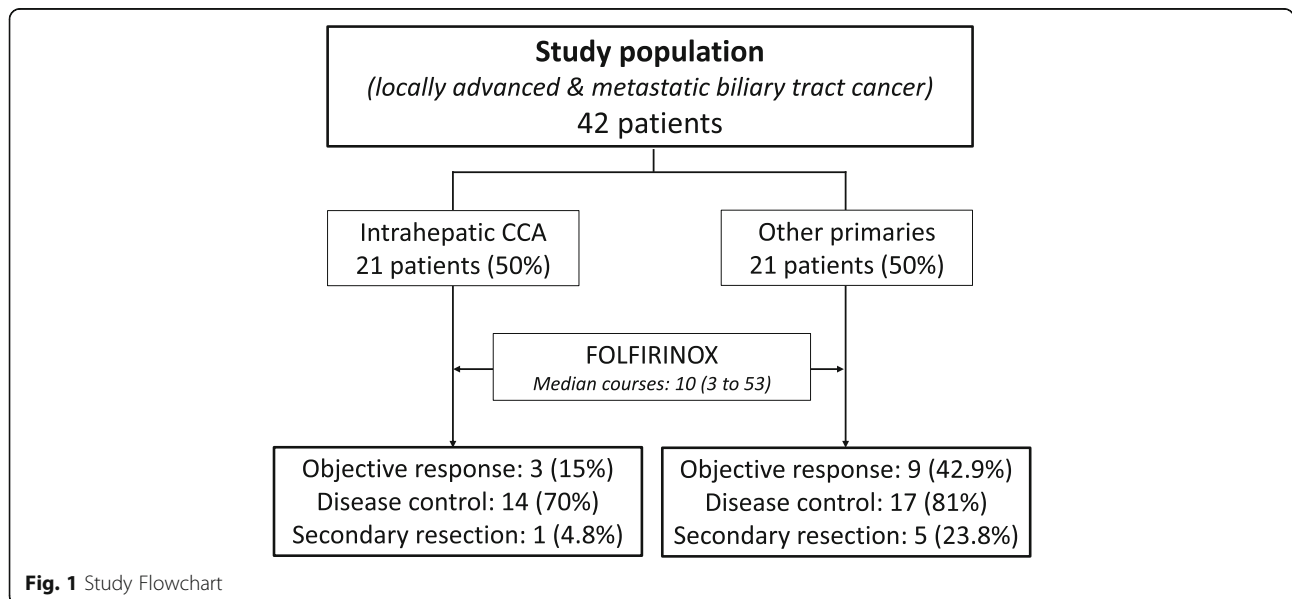 Study population
(locally advanced & metastatic biliary tract cancer)
42 patients
Intrahepatic CCA
21 patients (50%)
Other primaries
21 patients (50%)
FOLFIRINOX
Median courses: 10 (3 to 53)
Objective response: 3 (15%)
Disease control: 14 (70%)
Secondary resection: 1 (4.8%)
Objective response: 9 (42.9%)
Disease control: 17 (81%)
Secondary resection: 5 (23.8%)
Fig. 1 Study Flowchart